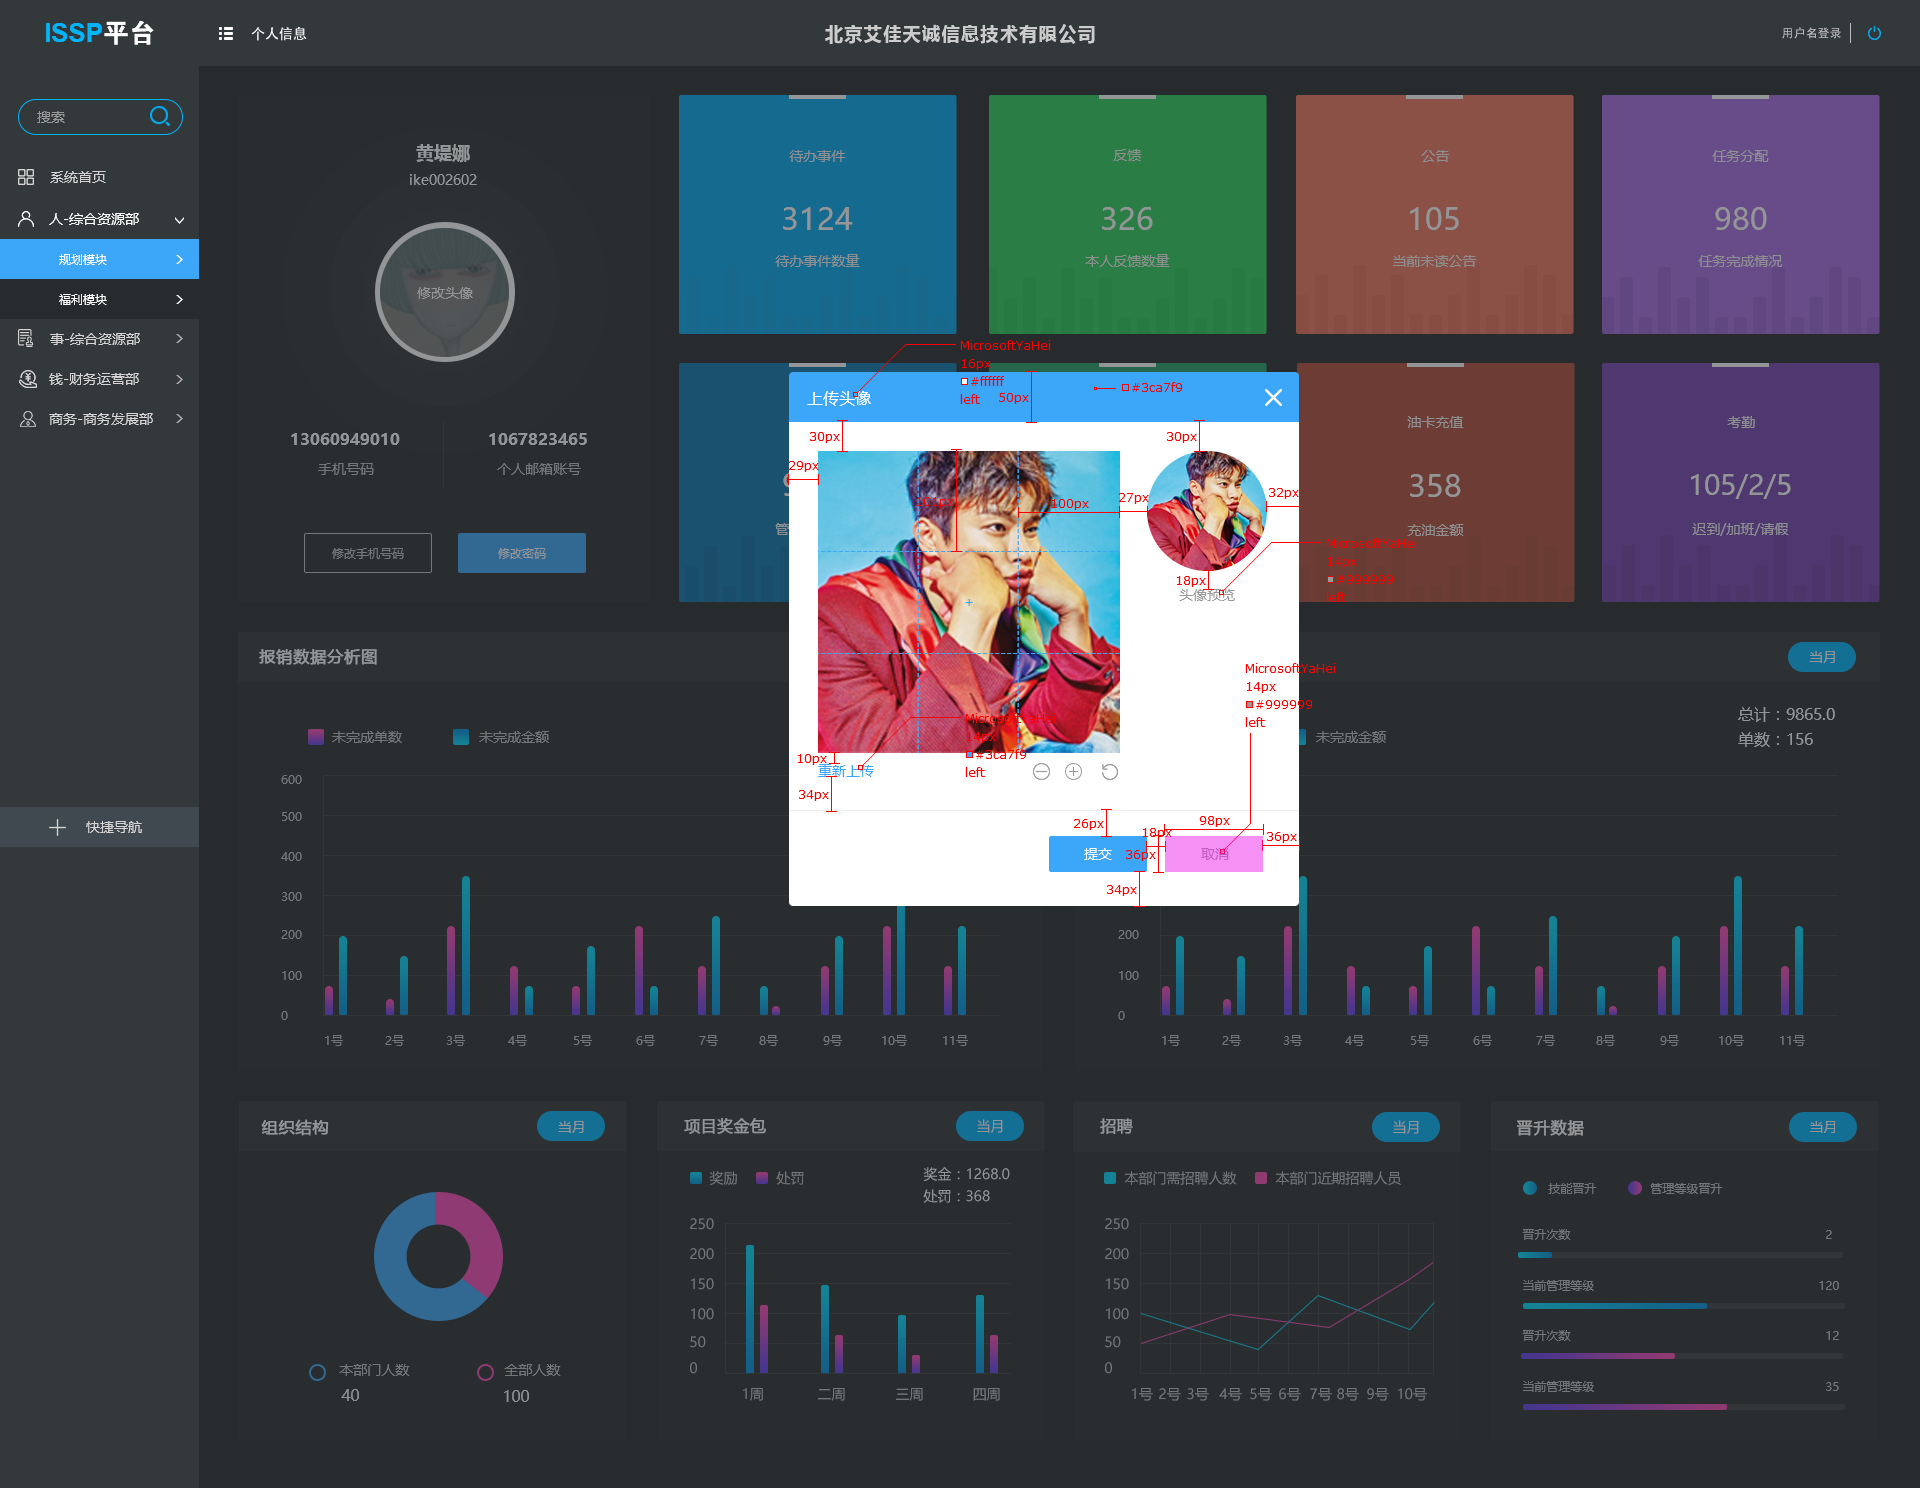 ISSP平台
个人信息
北京艾佳天诚信息技术有限公司
用户名登录
搜索
系统首页
人-综合资源部
规划模块
福利模块
事-综合资源部
钱-财务运营部
商务-商务发展部
快捷导航
黄堤娜
ike002602
修改头像
13060949010
手机号码
1067823465
个人邮箱账号
修改手机号码
修改密码
待办事件
3124
待办事件数量
反馈
326
本人反馈数量
公告
105
当前未读公告
任务分配
980
任务完成情况
管
油卡充值
358
充油金额
考勤
105/2/5
迟到/加班/请假
MicrosoftYaHei
16px
#ffffff
left
50px
#3ca7f9
上传头像
30px
30px
29px
100px
27px
32px
MicrosoftYaHei
14px
#999999
left
18px
头像预览
MicrosoftYaHei
14px
#999999
left
MicrosoftYaHei
14px
#3ca7f9
left
10px
重新上传
34px
26px
18px
98px
36px
36px
提交
取消
34px
报销数据分析图
未完成单数
未完成金额
600
500
400
300
200
100
0
1号
2号
3号
4号
5号
6号
7号
8号
9号
10号
11号
当月
总计：9865.0
单数：156
未完成金额
200
100
0
1号
2号
3号
4号
5号
6号
7号
8号
9号
10号
11号
组织结构
当月
本部门人数
40
全部人数
100
项目奖金包
当月
奖励
处罚
奖金：1268.0
处罚：368
250
200
150
100
50
0
1周
二周
三周
四周
招聘
当月
本部门需招聘人数
本部门近期招聘人员
250
200
150
100
50
0
1号
2号
3号
4号
5号
6号
7号
8号
9号
10号
晋升数据
当月
技能晋升
管理等级晋升
晋升次数
2
当前管理等级
120
晋升次数
12
当前管理等级
35